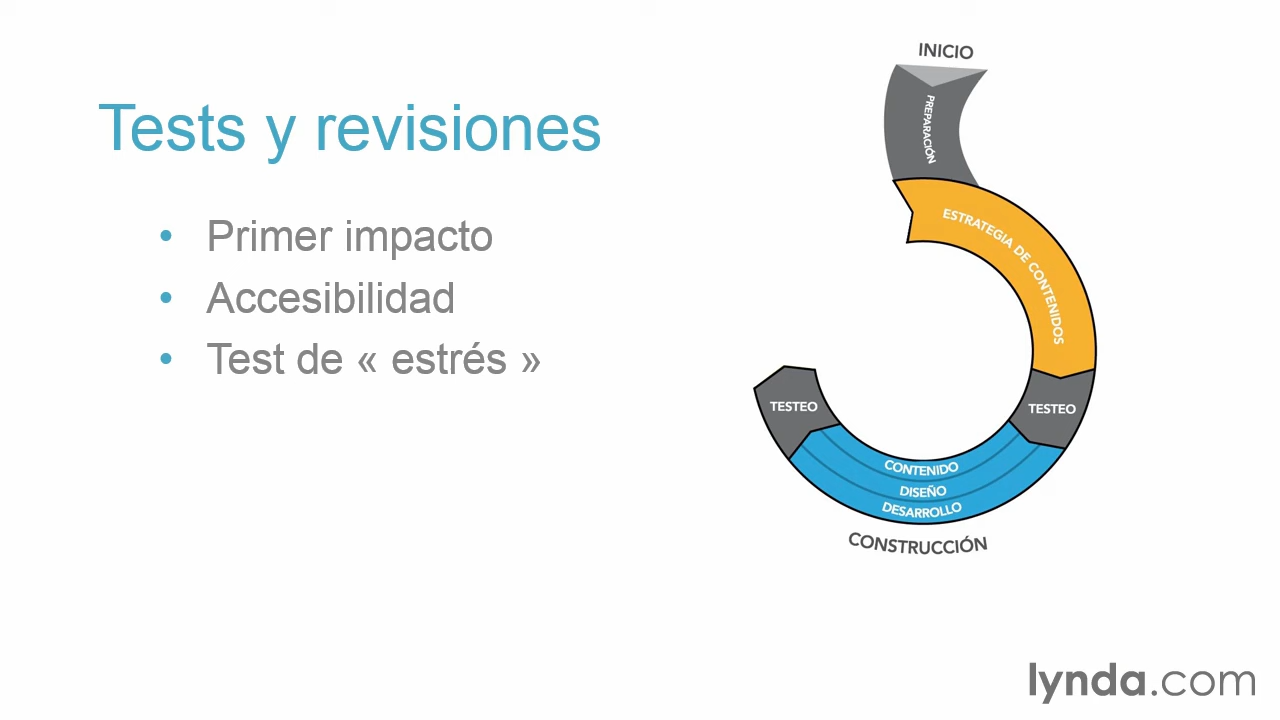 Tests y revisiones
• Primer impacto
• Accesibilidad
• Test de « estrés »
INICIO
PREPARACIÓN
ESTRATEGIA DE CONTENIDOS
TESTEO
TESTEO
CONTENIDO
DISEÑO
DESARROLLO
CONSTRUCCIÓN
lynda.com